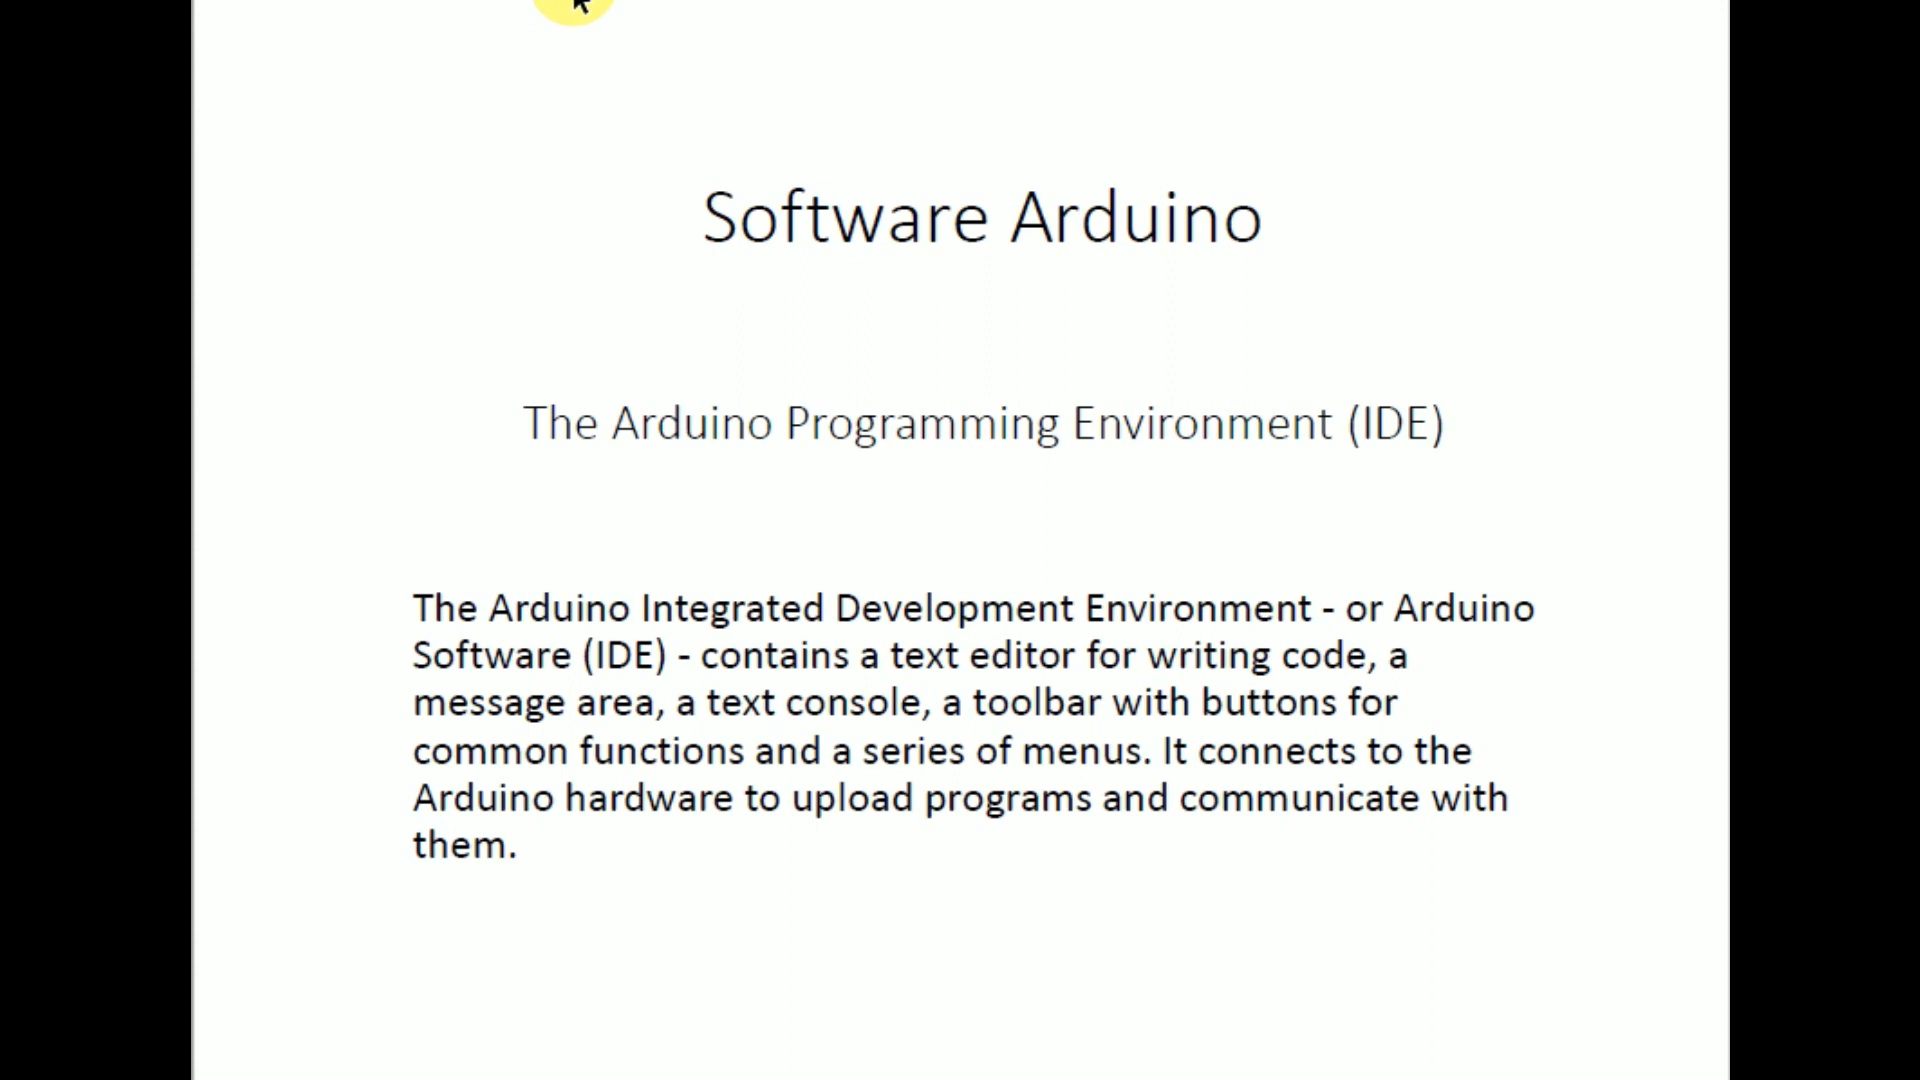 Software Arduino
The Arduino Programming Environment (IDE)
The Arduino Integrated Development Environment - or Arduino
Software (IDE) - contains a text editor for writing code, a
message area, a text console, a toolbar with buttons for
common functions and a series of menus. It connects to the
Arduino hardware to upload programs and communicate with
them.